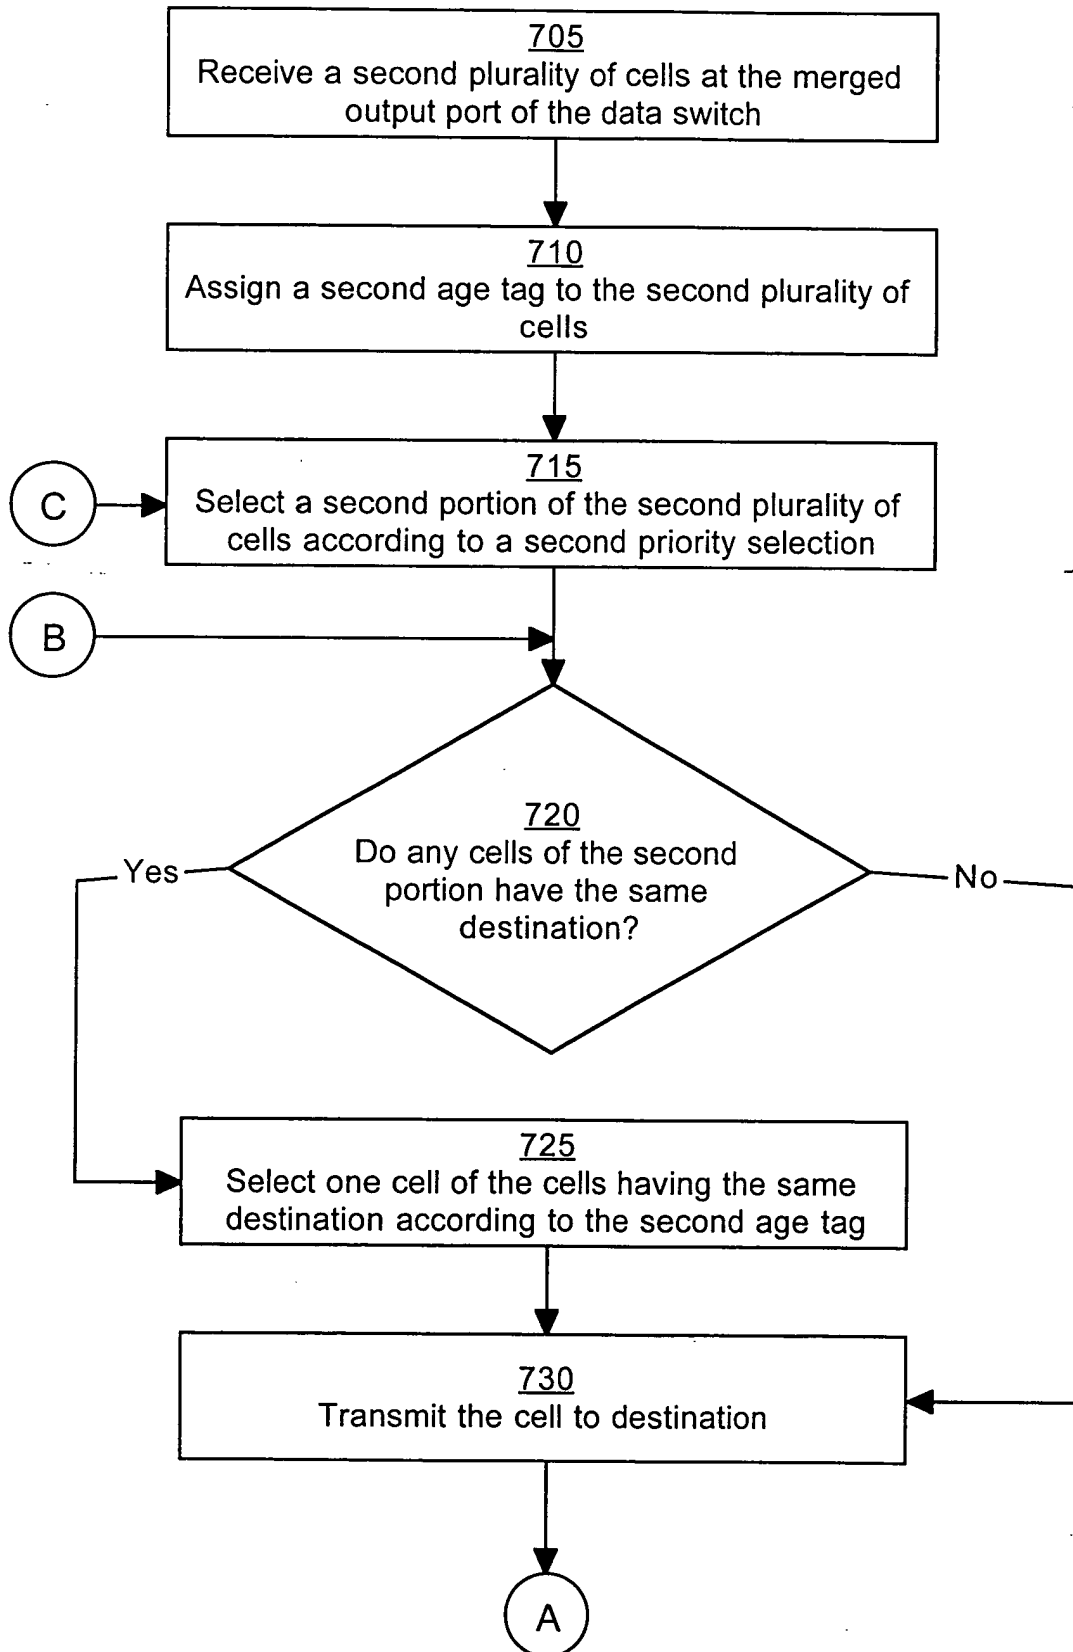 705
Receive a second plurality of cells at the merged
output port of the data switch
710
Assign a second age tag to the second plurality of
cells
715
Select a second portion of the second plurality of
cells according to a second priority selection
C
B
720
Do any cells of the second
portion have the same
destination?
Yes
No
725
Select one cell of the cells having the same
destination according to the second age tag
730
Transmit the cell to destination
A